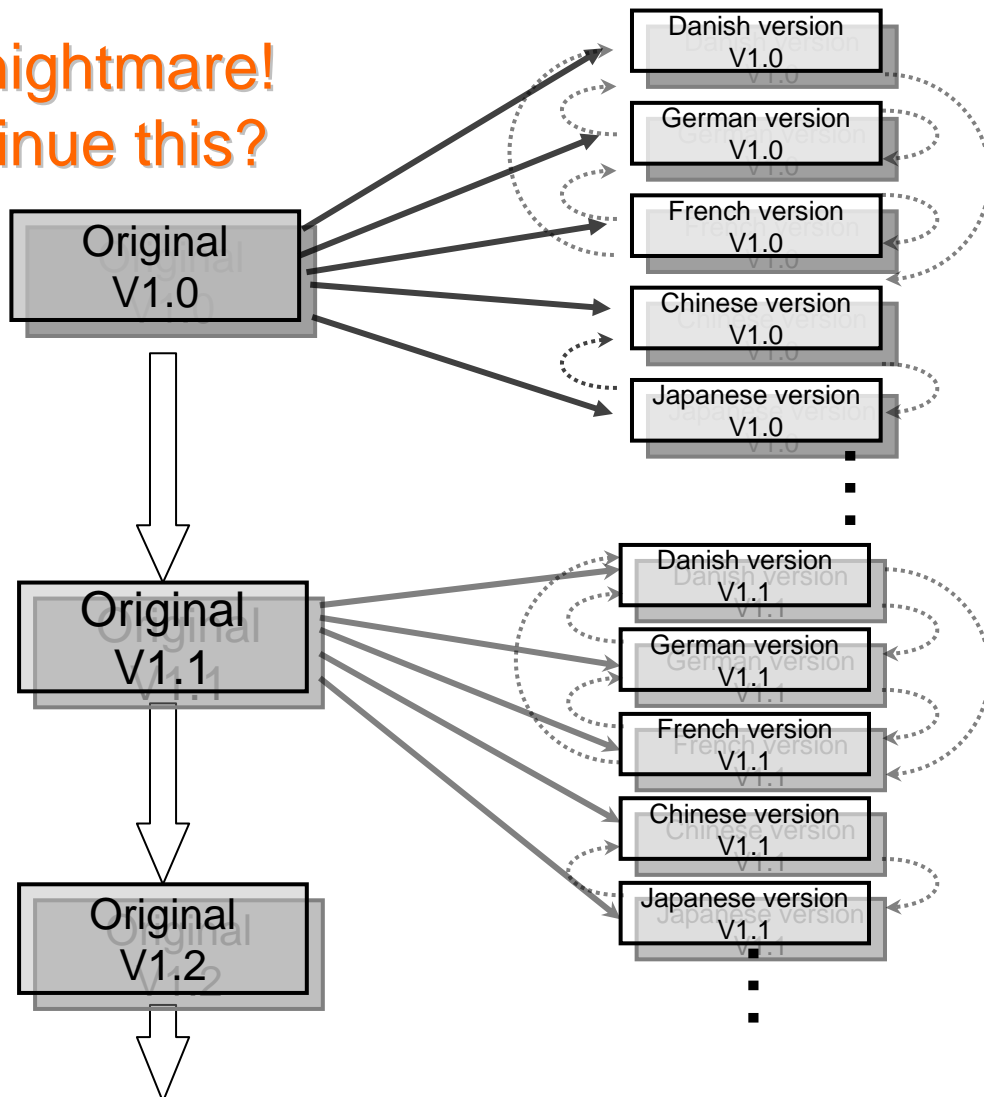 nightmare!
inue this?
Original
V1.0
Danish version
V1.0
German version
V1.0
French version
V1.0
Chinese version
V1.0
Japanese version
V1.0
Original
V1.1
Danish version
V1.1
German version
V1.1
French version
V1.1
Chinese version
V1.1
Japanese version
V1.1
Original
V1.2